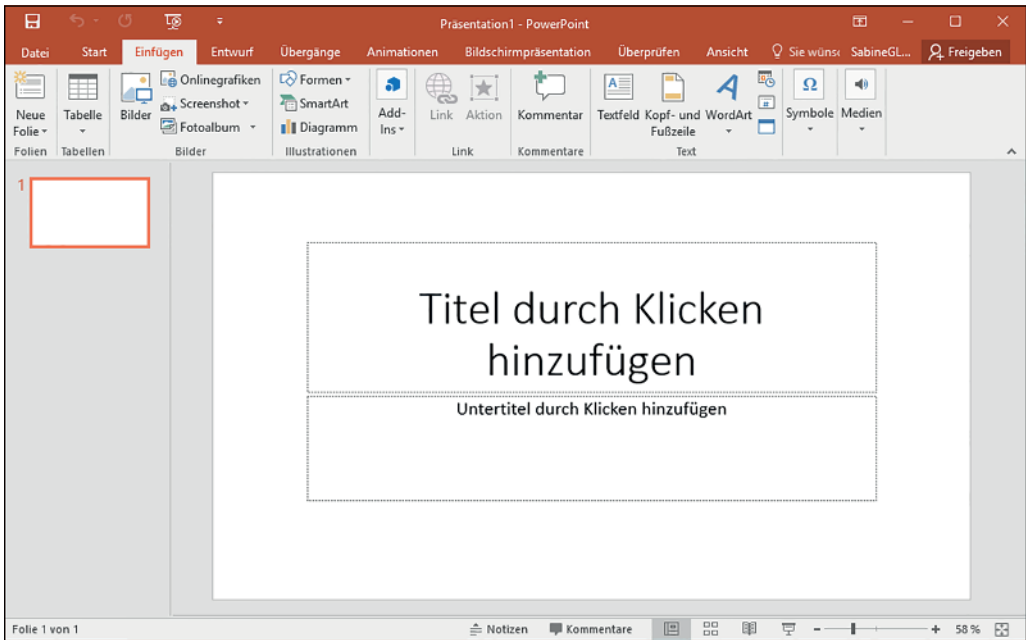 Präsentation1 - PowerPoint
Datei Start Einfügen Entwurf Übergänge Animationen Bildschirmpräsentation Überprüfen Ansicht Sie wünsc SabineGL... Freigeben
Neue Folie
Tabelle
Bilder
Onlinegrafiken
Screenshot
Fotoalbum
Formen
SmartArt
Diagramm
Add-
Ins
Link
Aktion
Kommentar
Textfeld
Kopf- und
Fußzeile
WordArt
Symbole
Medien
Folien Tabellen Bilder Illustrationen Link Kommentare Text
1
Titel durch Klicken
hinzufügen
Untertitel durch Klicken hinzufügen
Folie 1 von 1 Notizen Kommentare 58 %